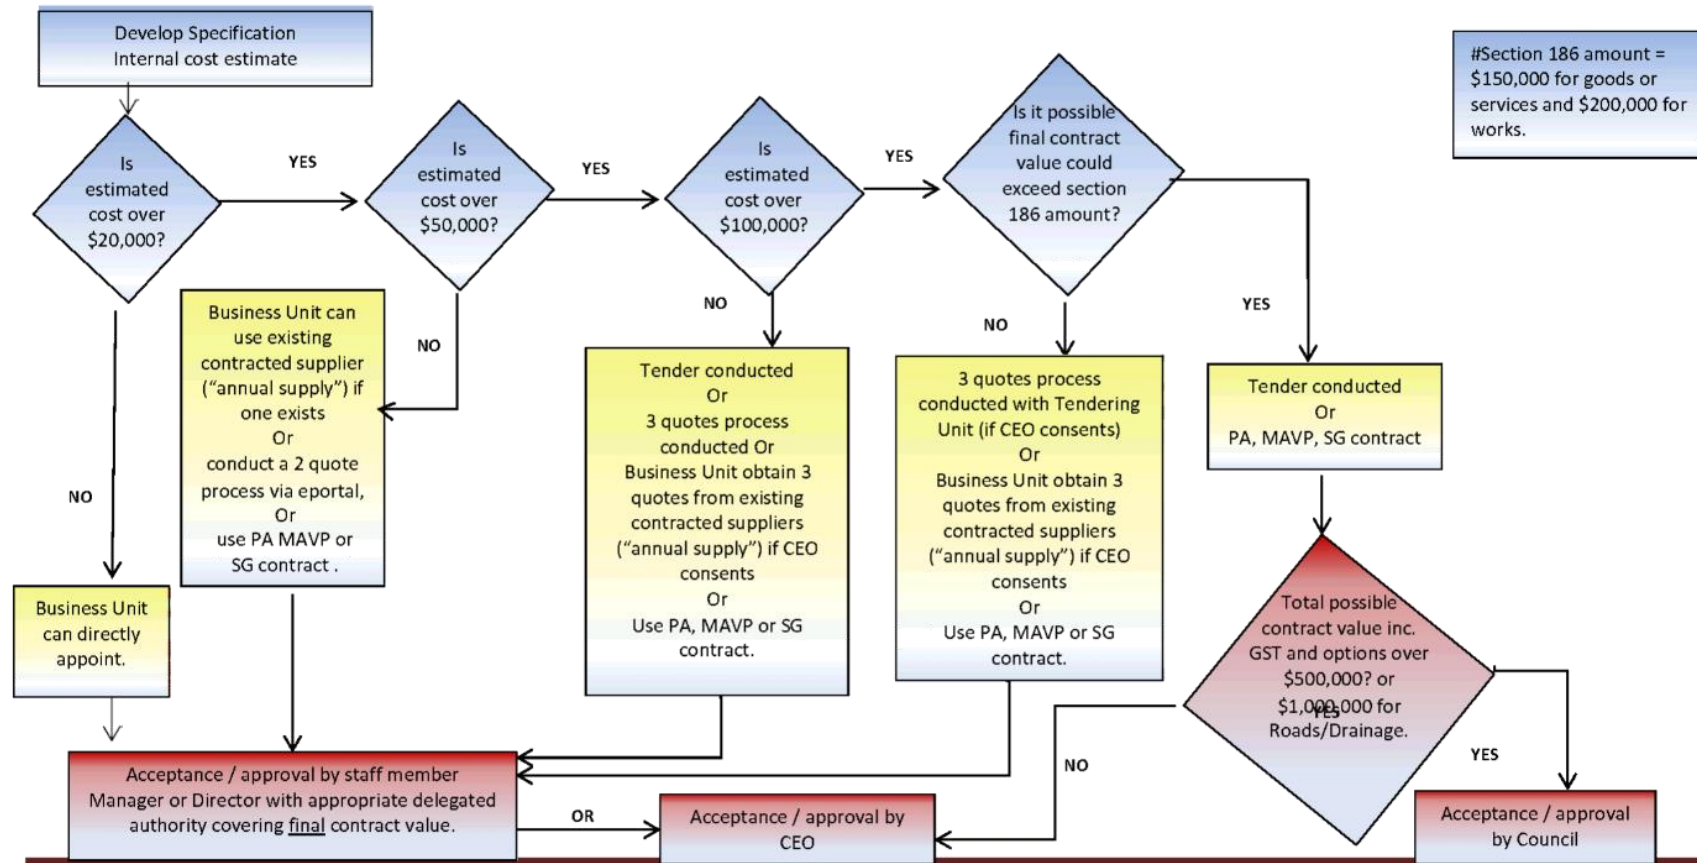 Develop Specification
Internal cost estimate
#Section 186 amount =
$150,000 for goods or
services and $200,000 for
works.
Is
estimated
cost over
$20,000?
YES
Is
estimated
cost over
$50,000?
YES
Is
estimated
cost over
$100,000?
YES
Is it possible
final contract
value could
exceed section
186 amount?
NO
Business Unit
can directly
appoint.
NO
Business Unit can
use existing
contracted supplier
(“annual supply”) if
one exists
Or
conduct a 2 quote
process via eportal,
Or
use PA MAVP or
SG contract .
NO
Tender conducted
Or
3 quotes process
conducted Or
Business Unit obtain 3
quotes from existing
contracted suppliers
(“annual supply”) if CEO
consents
Or
Use PA, MAVP or SG
contract.
NO
3 quotes process
conducted with Tendering
Unit (if CEO consents)
Or
Business Unit obtain 3
quotes from existing
contracted suppliers
(“annual supply”) if CEO
consents
Or
Use PA, MAVP or SG
contract.
YES
Tender conducted
Or
PA, MAVP, SG contract
Total possible
contract value inc.
GST and options over
$500,000? or
$1,000,000 for
YES
Roads/Drainage.
NO
YES
Acceptance / approval by staff member
Manager or Director with appropriate delegated
authority covering final contract value.
OR
Acceptance / approval by
CEO
Acceptance / approval
by Council